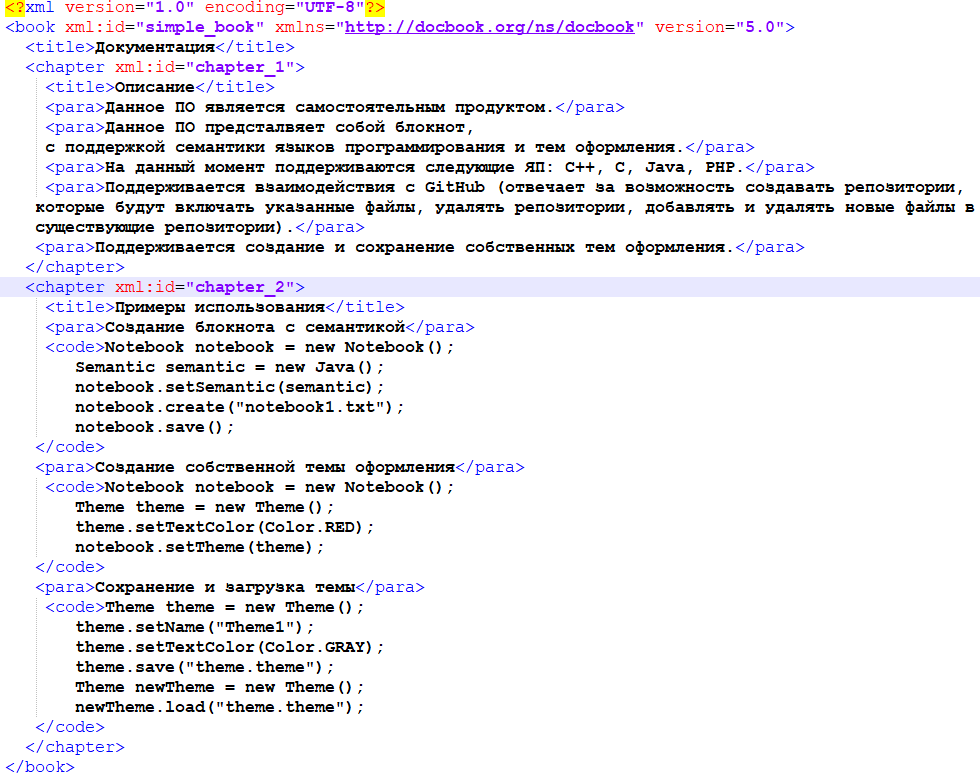 <?xml version="1.0" encoding="UTF-8"?>
<book xml:id="simple_book" xmlns="http://docbook.org/ns/docbook" version="5.0">
<title>Документация</title>
<chapter xml:id="chapter_1">
<title>Описание</title>
<para>Данное ПО является самостоятельным продуктом.</para>
<para>Данное ПО предсталвяет собой блокнот,
с поддержкой семантики языков программирования и тем оформления.</para>
<para>На данный момент поддерживаются следующие ЯП: C++, C, Java, PHP.</para>
<para>Поддерживается взаимодействия с GitHub (отвечает за возможность создавать репозитории,
которые будут включать указанные файлы, удалять репозитории, добавлять и удалять новые файлы в
существующие репозитории).</para>
<para>Поддерживается создание и сохранение собственных тем оформления.</para>
</chapter>
<chapter xml:id="chapter_2">
<title>Примеры использования</title>
<para>Создание блокнота с семантикой</para>
<code>Notebook notebook = new Notebook();
Semantic semantic = new Java();
notebook.setSemantic(semantic);
notebook.create("notebook1.txt");
notebook.save();
</code>
<para>Создание собственной темы оформления</para>
<code>Notebook notebook = new Notebook();
Theme theme = new Theme();
theme.setTextColor(Color.RED);
notebook.setTheme(theme);
</code>
<para>Сохранение и загрузка темы</para>
<code>Theme theme = new Theme();
theme.setName("Theme1");
theme.setTextColor(Color.GRAY);
theme.save("theme.theme");
Theme newTheme = new Theme();
newTheme.load("theme.theme");
</code>
</chapter>
</book>